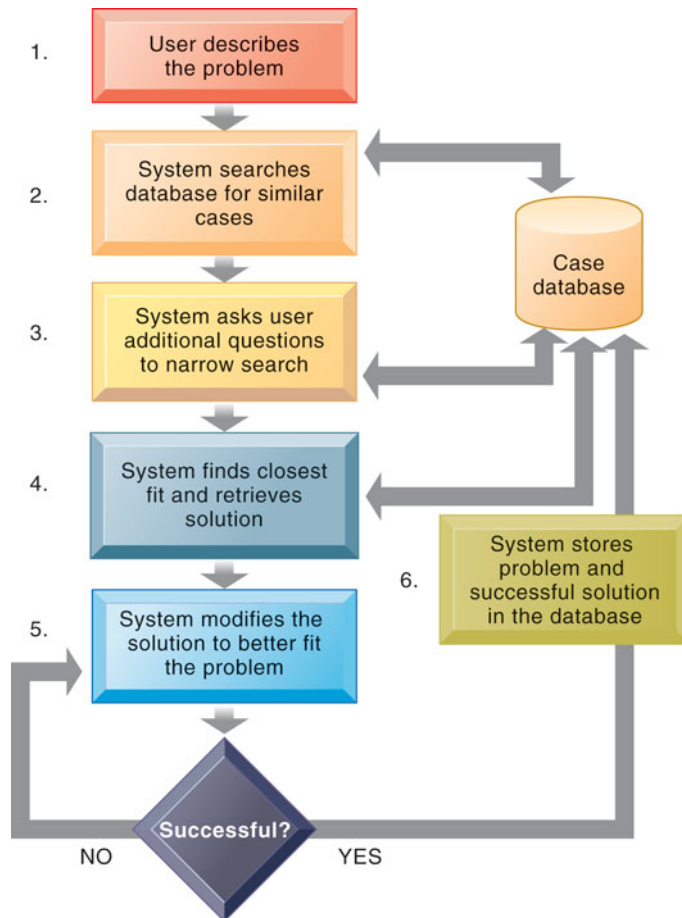 1.
User describes
the problem
2.
System searches
database for similar
cases
Case
database
3.
System asks user
additional questions
to narrow search
4.
System finds closest
fit and retrieves
solution
5.
System modifies the
solution to better fit
the problem
6.
System stores
problem and
successful solution
in the database
Successful?
NO
YES